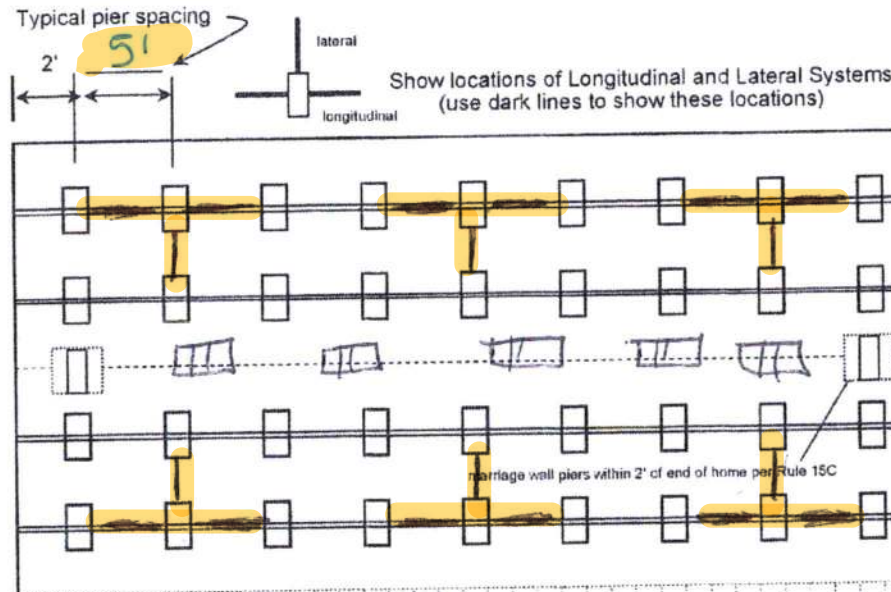 Typical pier spacing
2'
5'
lateral
longitudinal
Show locations of Longitudinal and Lateral Systems
(use dark lines to show these locations)
marriage wall piers within 2' of end of home per Rule 15C